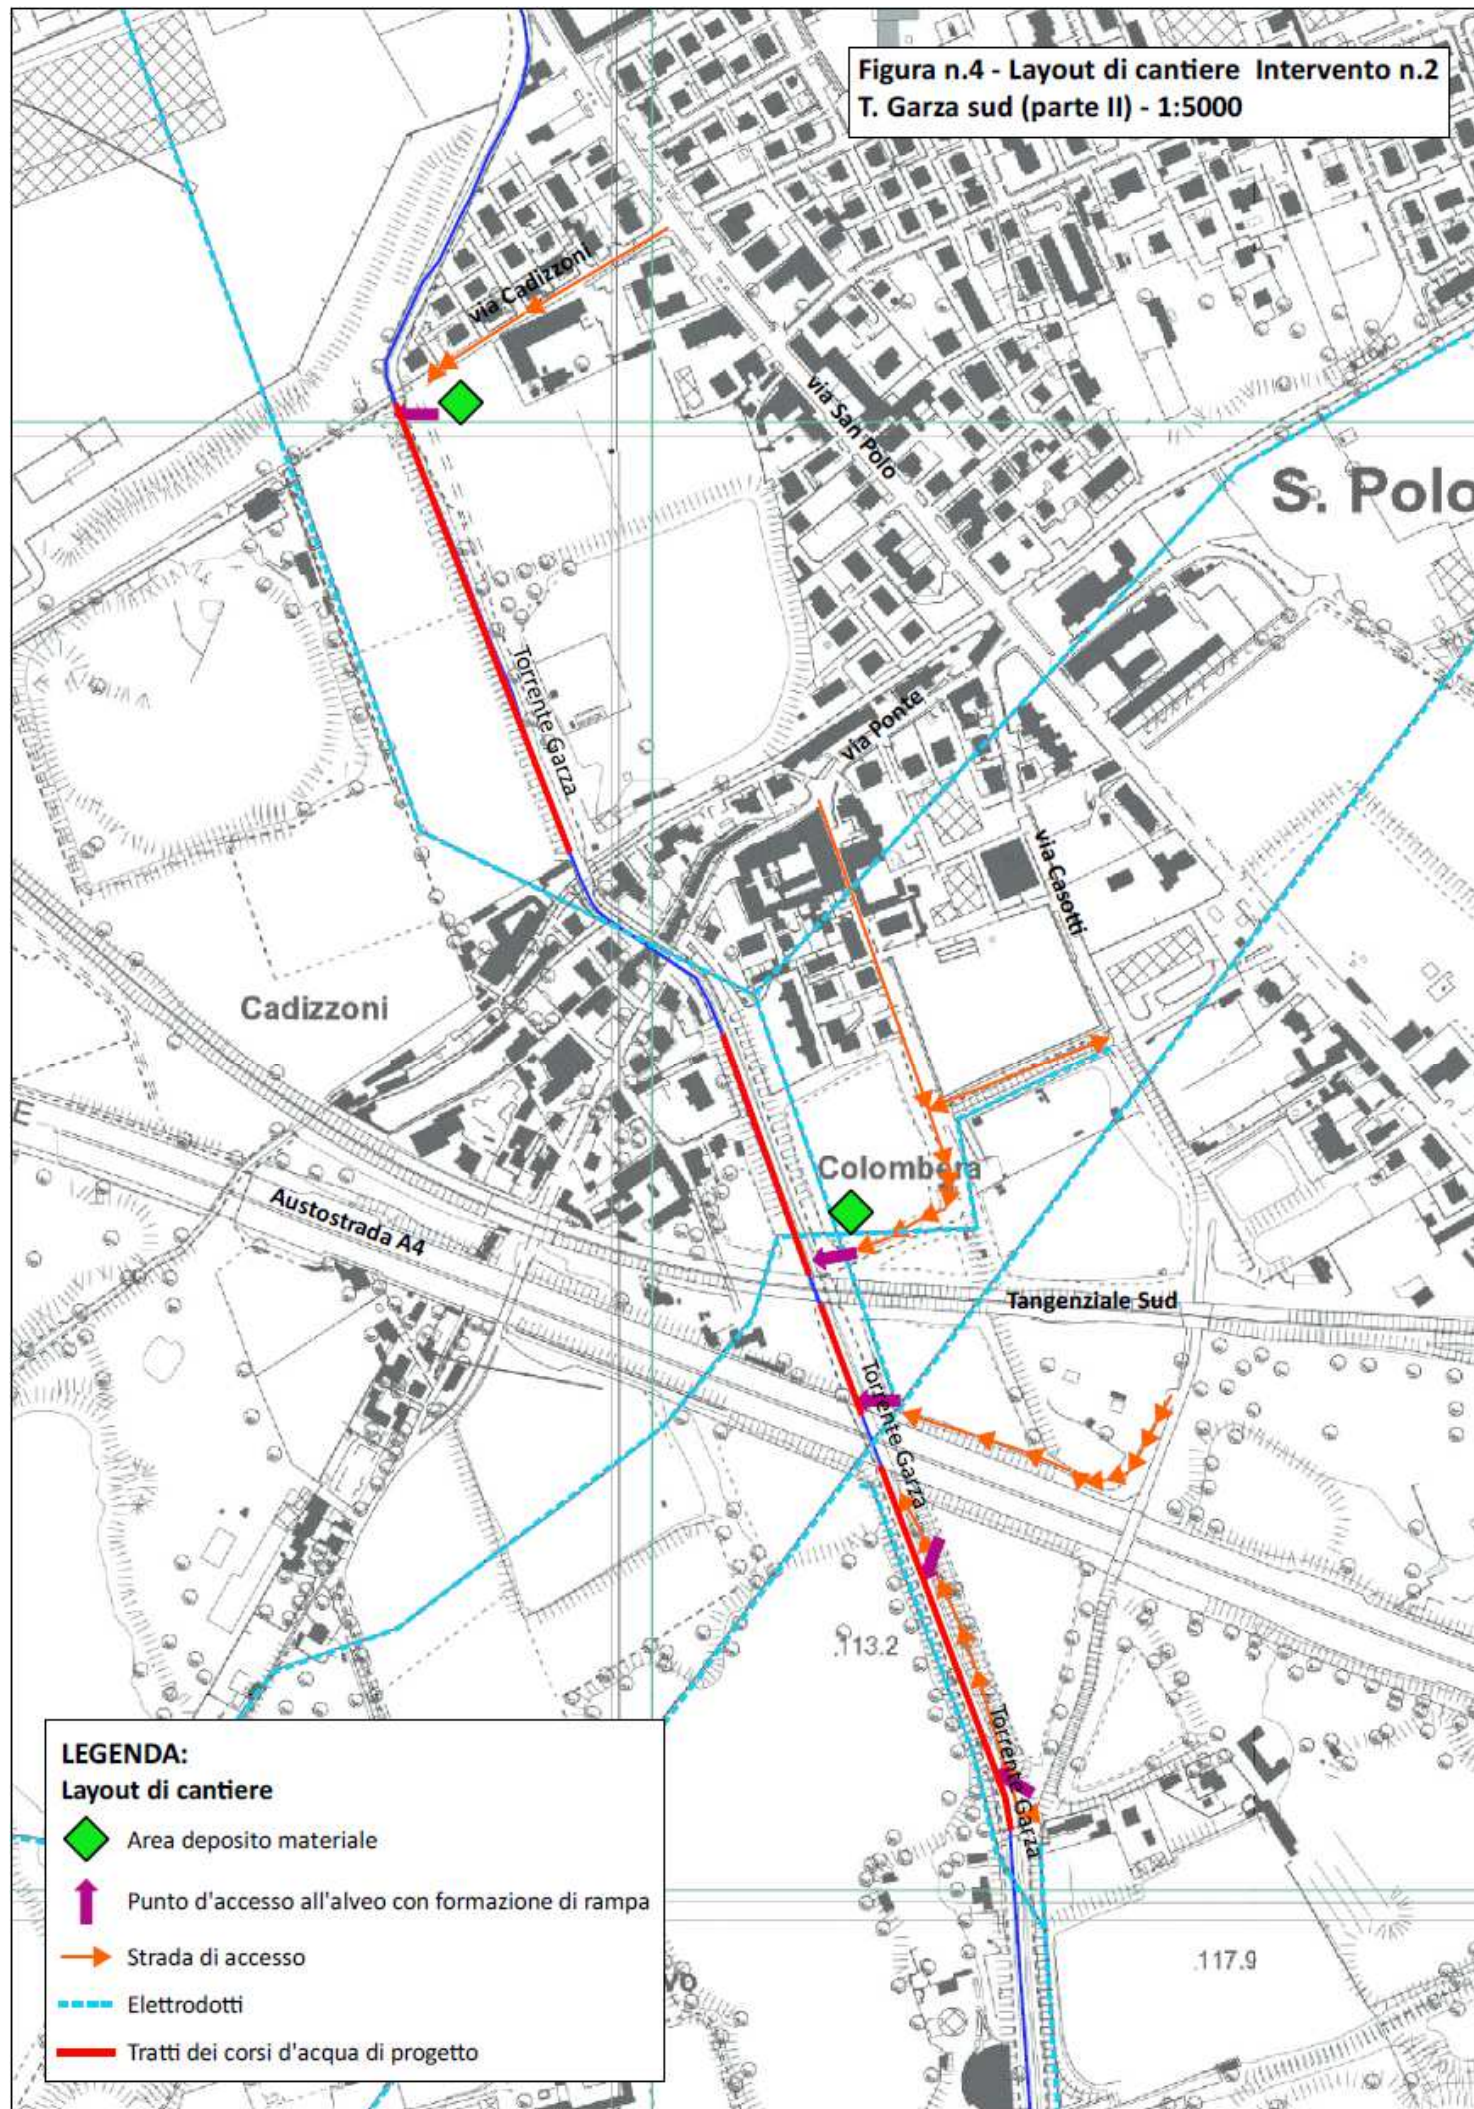 Figura n.4 - Layout di cantiere Intervento n.2
T. Garza sud (parte II) - 1:5000
via Cadizzoni
via San Polo
S. Polo
Torrente Garza
via Ponte
via Casotti
Cadizzoni
Colombera
E
Austostrada A4
Tangenziale Sud
Torrente Garza
.113.2
Torrente Garza
LEGENDA:
Layout di cantiere
Area deposito materiale
Punto d'accesso all'alveo con formazione di rampa
Strada di accesso
Elettrodotti
Tratti dei corsi d'acqua di progetto
.117.9
vo